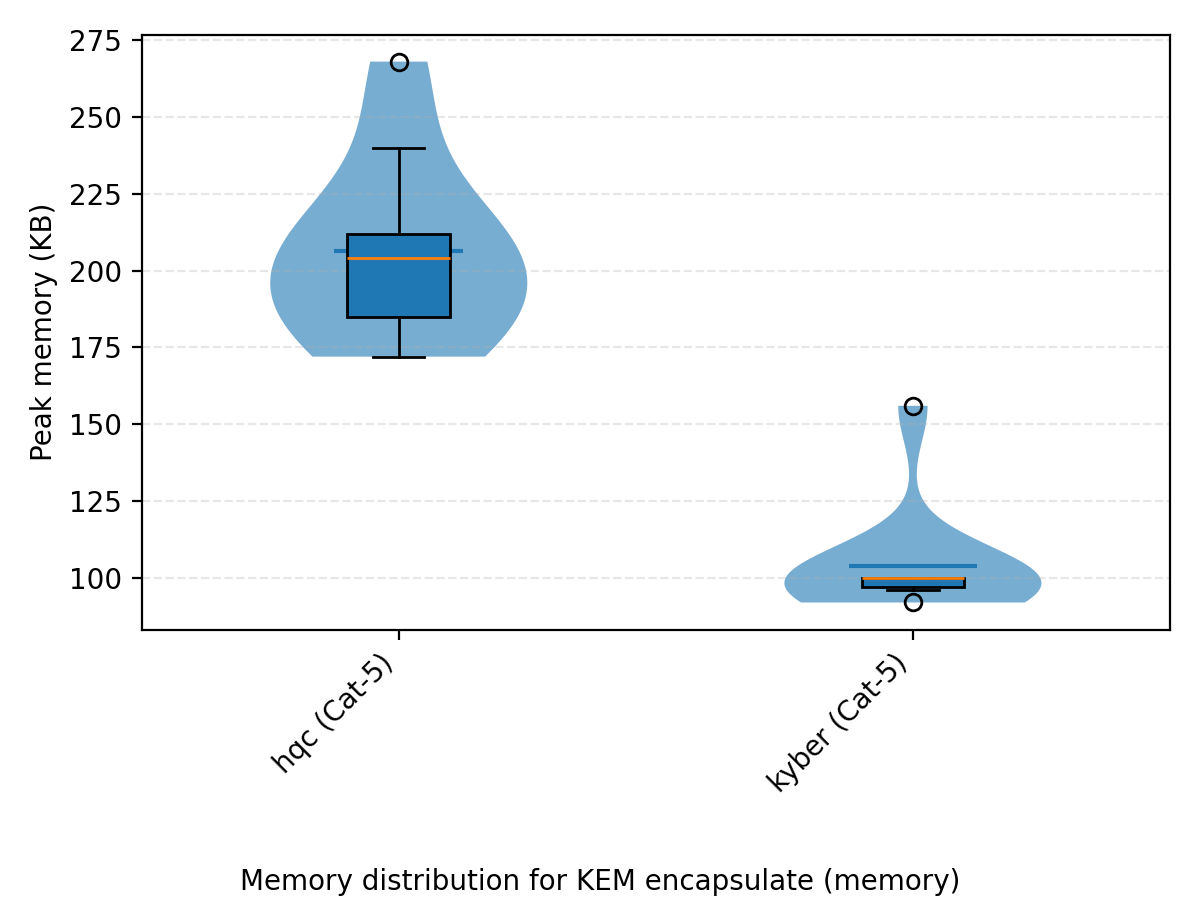 275
250
225
200
175
150
125
100
Peak memory (KB)
hqc (Cat-5)
kyber (Cat-5)
Memory distribution for KEM encapsulate (memory)